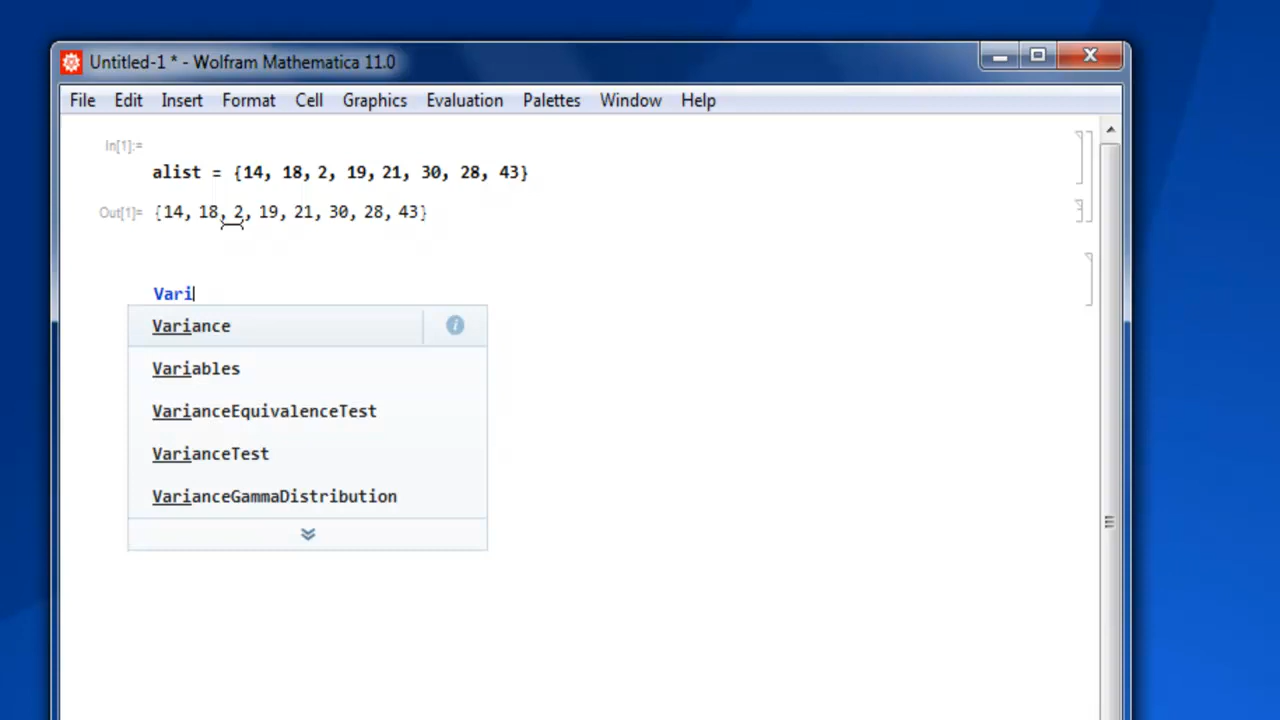 Untitled-1 * - Wolfram Mathematica 11.0
File Edit Insert Format Cell Graphics Evaluation Palettes Window Help
In[1]:=
alist = {14, 18, 2, 19, 21, 30, 28, 43}
Out[1]= {14, 18, 2, 19, 21, 30, 28, 43}
Vari
Variance
Variables
VarianceEquivalenceTest
VarianceTest
VarianceGammaDistribution